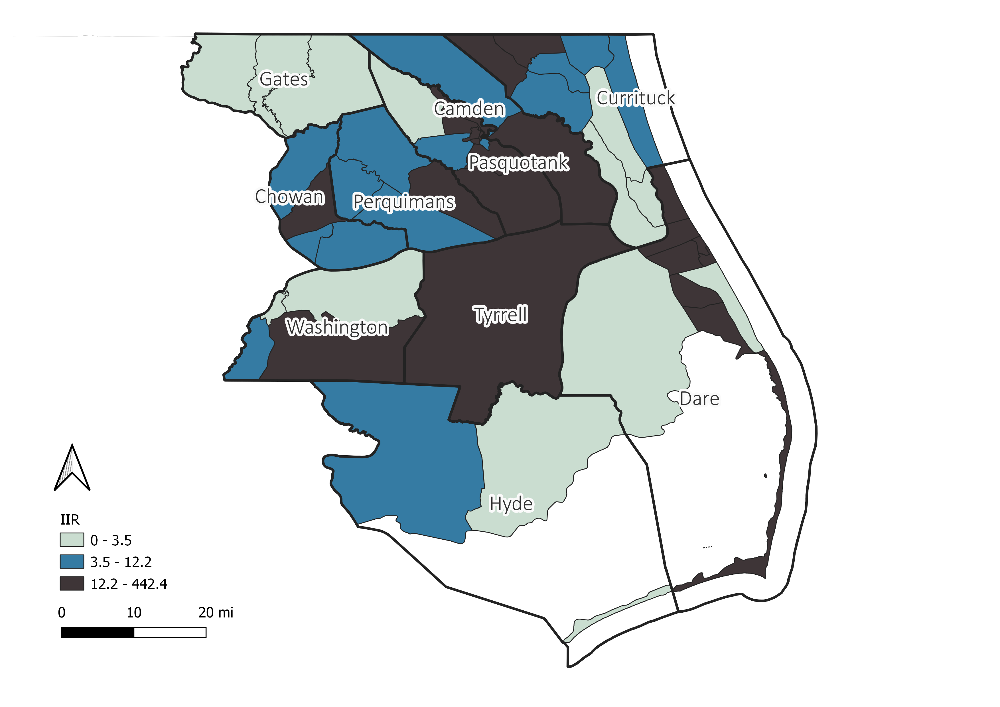 Gates
Currituck
Camden
Pasquotank
Chowan
Perquimans
Tyrrell
Washington
Dare
Hyde
IIR
0 - 3.5
3.5 - 12.2
12.2 - 442.4
0 10 20 mi